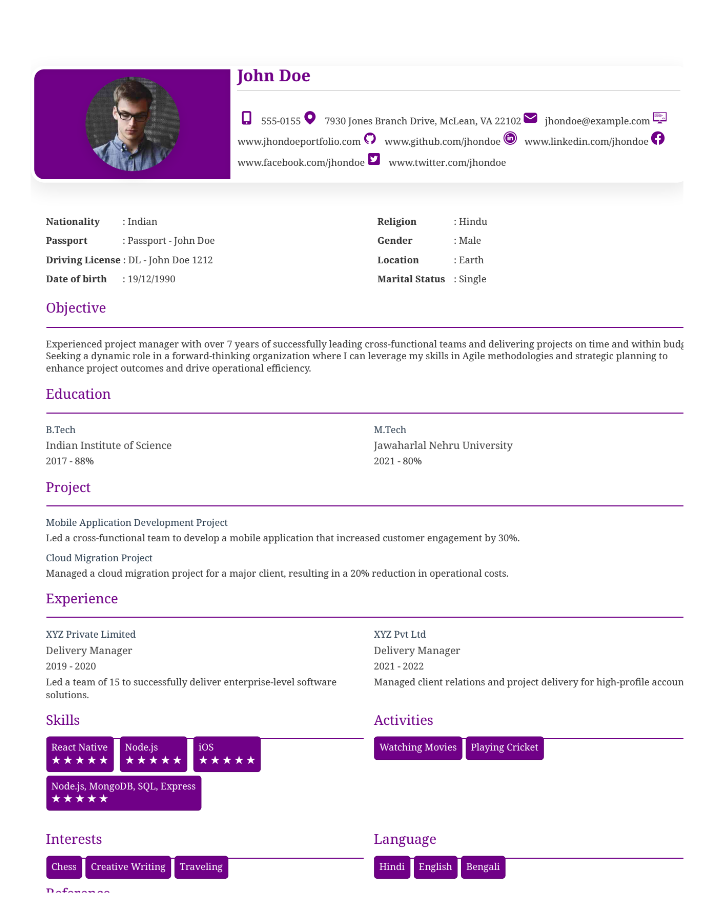 John Doe
555-0155 7930 Jones Branch Drive, McLean, VA 22102 jhondoe@example.com
www.jhondoeportfolio.com www.github.com/jhondoe www.linkedin.com/jhondoe
www.facebook.com/jhondoe www.twitter.com/jhondoe
Nationality : Indian
Religion : Hindu
Passport : Passport - John Doe
Gender : Male
Driving License : DL - John Doe 1212
Location : Earth
Date of birth : 19/12/1990
Marital Status : Single
Objective
Experienced project manager with over 7 years of successfully leading cross-functional teams and delivering projects on time and within
Seeking a dynamic role in a forward-thinking organization where I can leverage my skills in Agile methodologies and strategic planning to
enhance project outcomes and drive operational efficiency.
Education
B.Tech
Indian Institute of Science
2017 - 88%
M.Tech
Jawaharlal Nehru University
2021 - 80%
Project
Mobile Application Development Project
Led a cross-functional team to develop a mobile application that increased customer engagement by 30%.
Cloud Migration Project
Managed a cloud migration project for a major client, resulting in a 20% reduction in operational costs.
Experience
XYZ Private Limited
Delivery Manager
2019 - 2020
Led a team of 15 to successfully deliver enterprise-level software
solutions.
XYZ Pvt Ltd
Delivery Manager
2021 - 2022
Managed client relations and project delivery for high-profile
Skills
React Native
Node.js
iOS
Node.js, MongoDB, SQL, Express
Activities
Watching Movies
Playing Cricket
Interests
Chess
Creative Writing
Traveling
Language
Hindi
English
Bengali